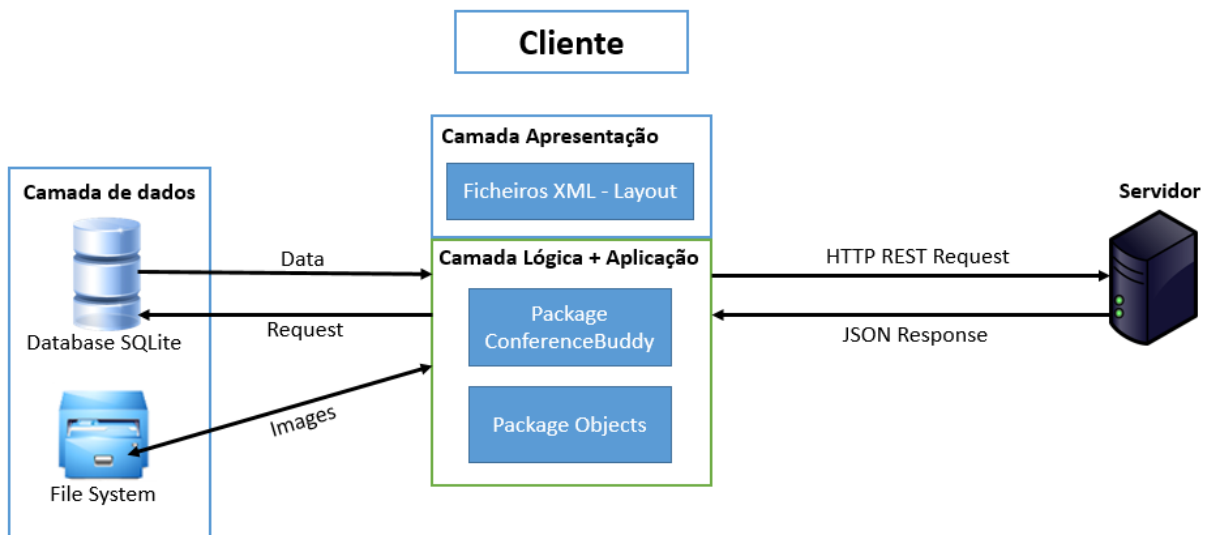 Cliente
Camada de dados
Database SQLite
File System
Data
Request
Images
Camada Apresentação
Ficheiros XML - Layout
Camada Lógica + Aplicação
Package
ConferenceBuddy
Package Objects
HTTP REST Request
JSON Response
Servidor